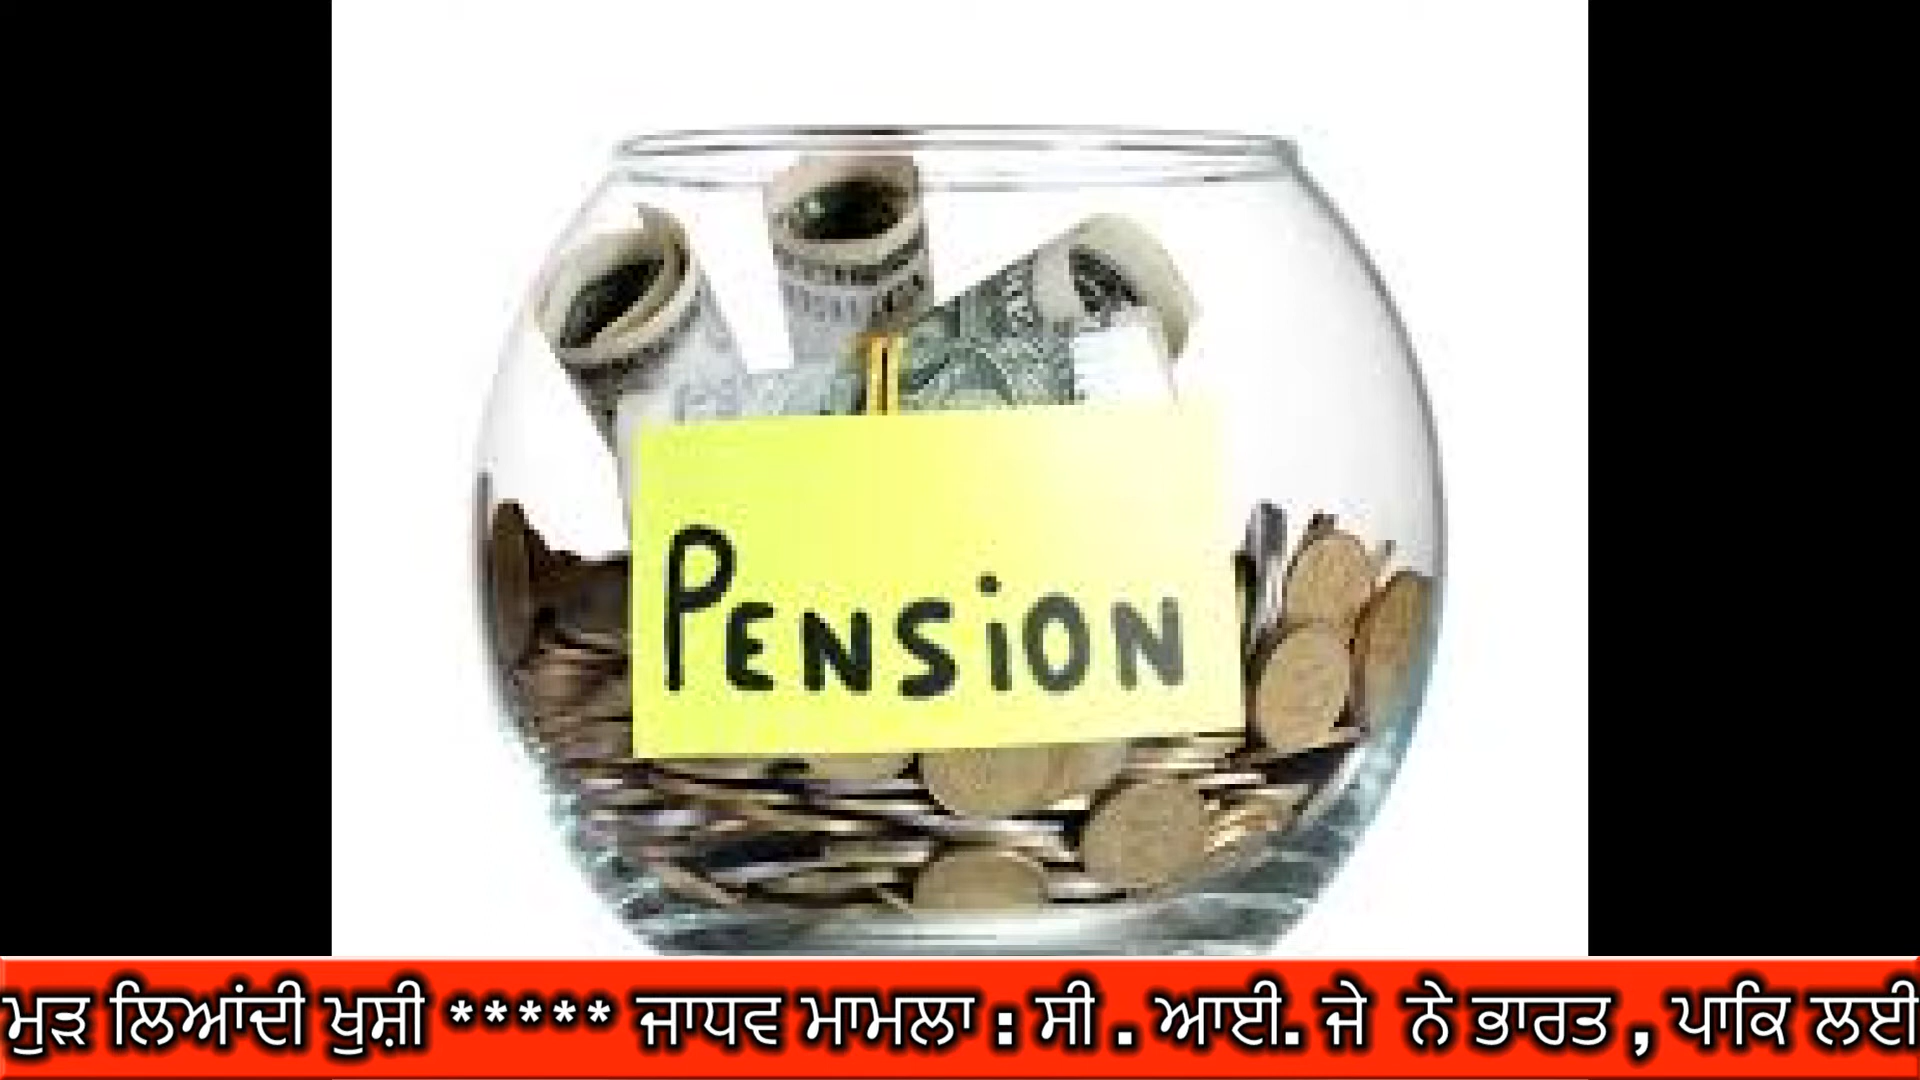 PENSiON
ਮੁੜ ਲਿਆਂਦੀ ਖੁਸ਼ੀ ***** ਜਾਧਵ ਮਾਮਲਾ : ਸੀ . ਆਈ. ਜੇ ਨੇ ਭਾਰਤ , ਪਾਕਿ ਲਈ